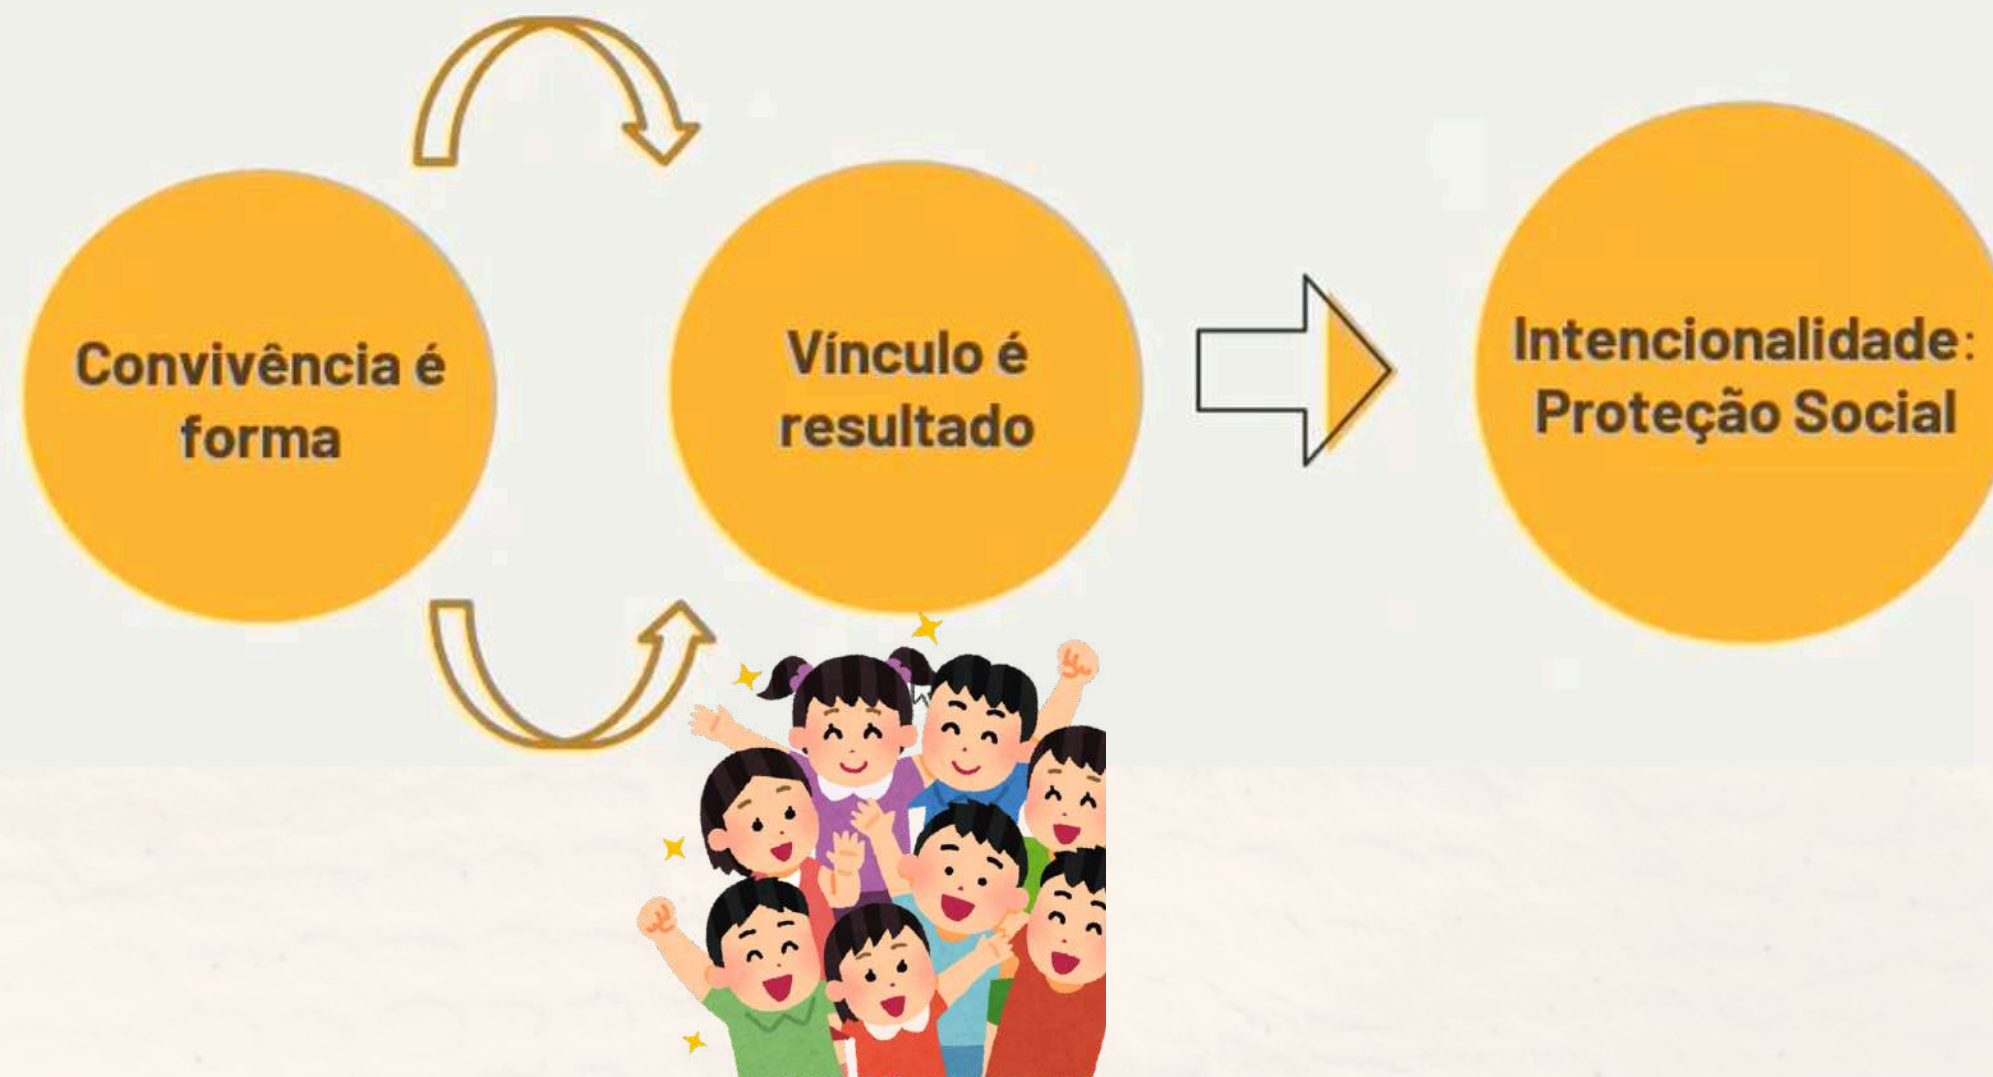 Convivência é
forma
Vínculo é
resultado
Intencionalidade:
Proteção Social